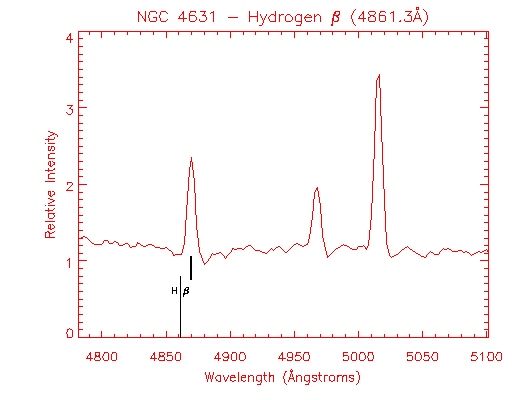 NGC 4631 – Hydrogen β (4861.3Å)
4
3
2
1
0
Relative Intensity
H β
4800 4850 4900 4950 5000 5050 5100
Wavelength (Ångstroms)